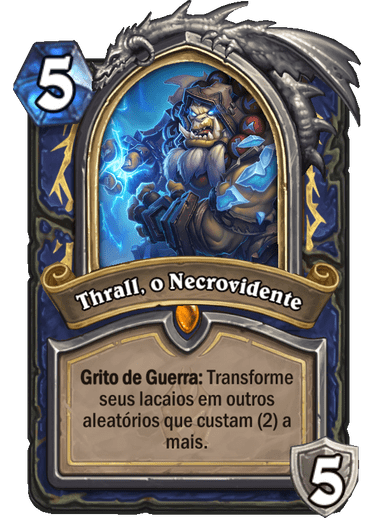 5
Thrall, o Necrovidente
Grito de Guerra: Transforme
seus lacaios em outros
aleatórios que custam (2) a
mais.
5